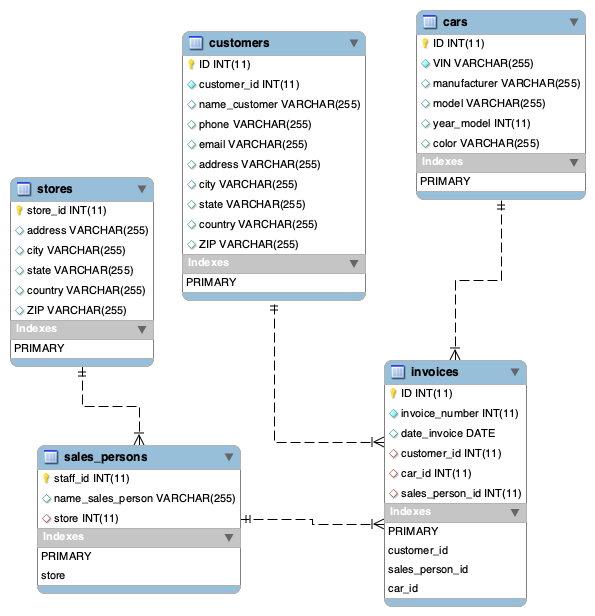 cars
ID INT(11)
VIN VARCHAR(255)
manufacturer VARCHAR(255)
model VARCHAR(255)
year_model INT(11)
color VARCHAR(255)
Indexes
PRIMARY
customers
ID INT(11)
customer_id INT(11)
name_customer VARCHAR(255)
phone VARCHAR(255)
email VARCHAR(255)
address VARCHAR(255)
city VARCHAR(255)
state VARCHAR(255)
country VARCHAR(255)
ZIP VARCHAR(255)
Indexes
PRIMARY
stores
store_id INT(11)
address VARCHAR(255)
city VARCHAR(255)
state VARCHAR(255)
country VARCHAR(255)
ZIP VARCHAR(255)
Indexes
PRIMARY
invoices
ID INT(11)
invoice_number INT(11)
date_invoice DATE
customer_id INT(11)
car_id INT(11)
sales_person_id INT(11)
Indexes
PRIMARY
customer_id
sales_person_id
car_id
sales_persons
staff_id INT(11)
name_sales_person VARCHAR(255)
store INT(11)
Indexes
PRIMARY
store